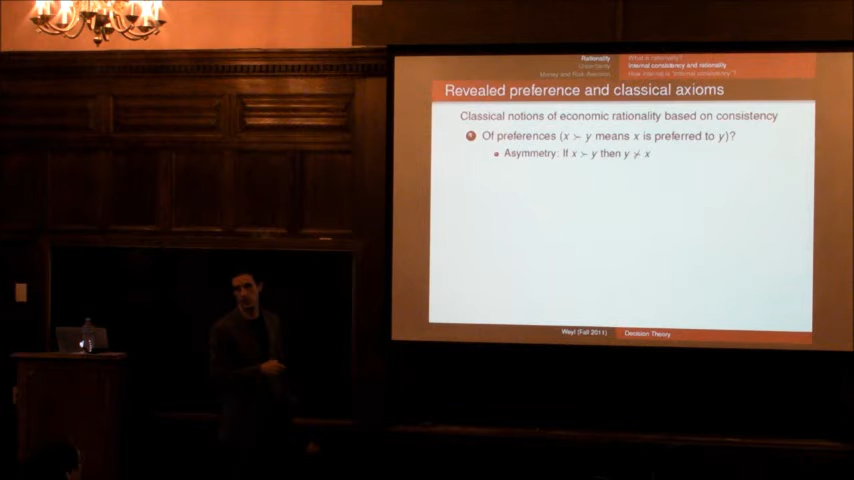 Rationality
Uncertainty
Money and Risk Aversion
What is rationality?
Internal consistency and rationality
How internal is "internal consistency"?
Revealed preference and classical axioms
Classical notions of economic rationality based on consistency
Of preferences (x ≻ y means x is preferred to y)?
• Asymmetry: If x ≻ y then y ⊁ x
Weyl (Fall 2011)
Decision Theory